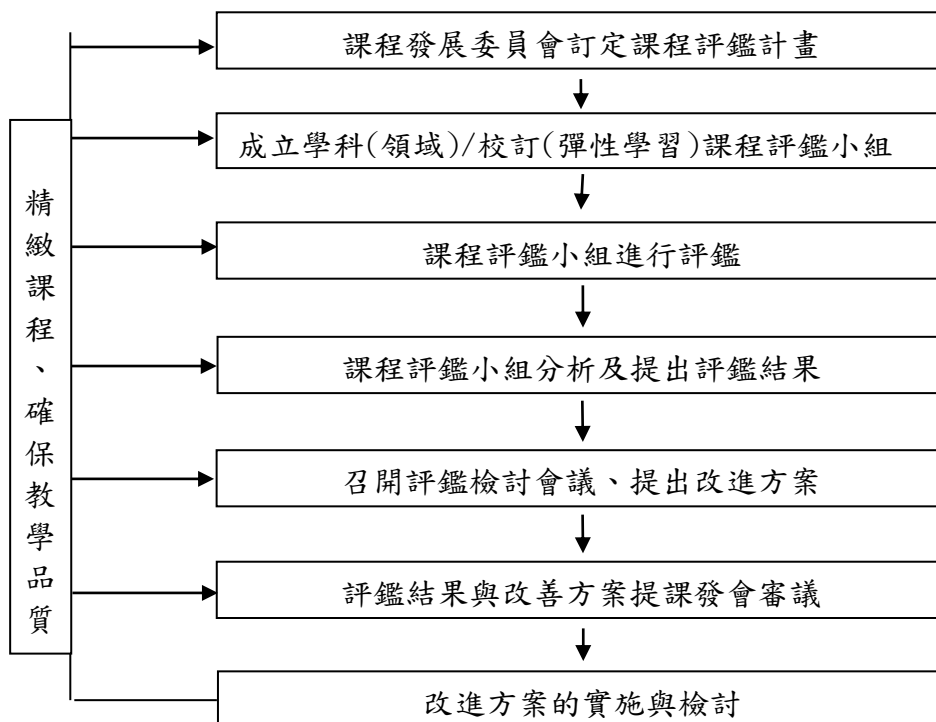 課程發展委員會訂定課程評鑑計畫
成立學科(領域)/校訂(彈性學習)課程評鑑小組
課程評鑑小組進行評鑑
課程評鑑小組分析及提出評鑑結果
召開評鑑檢討會議、提出改進方案
評鑑結果與改善方案提課發會審議
改進方案的實施與檢討
精緻課程、確保教學品質